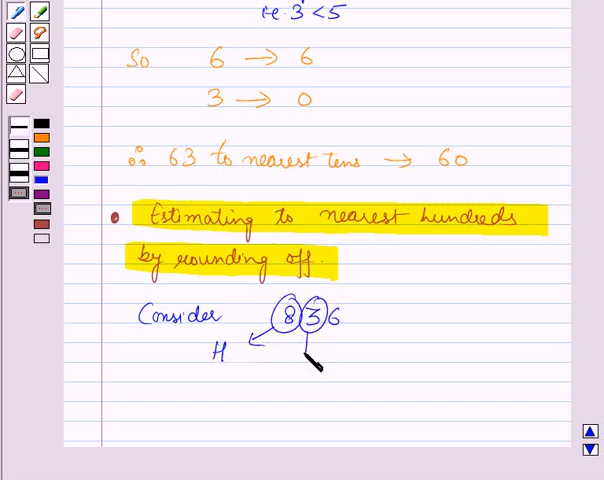 i.e. 3 < 5
So 6 → 6
3 → 0
∴ 63 to nearest tens → 60
• Estimating to nearest hundreds
by rounding off.
Consider 836
H